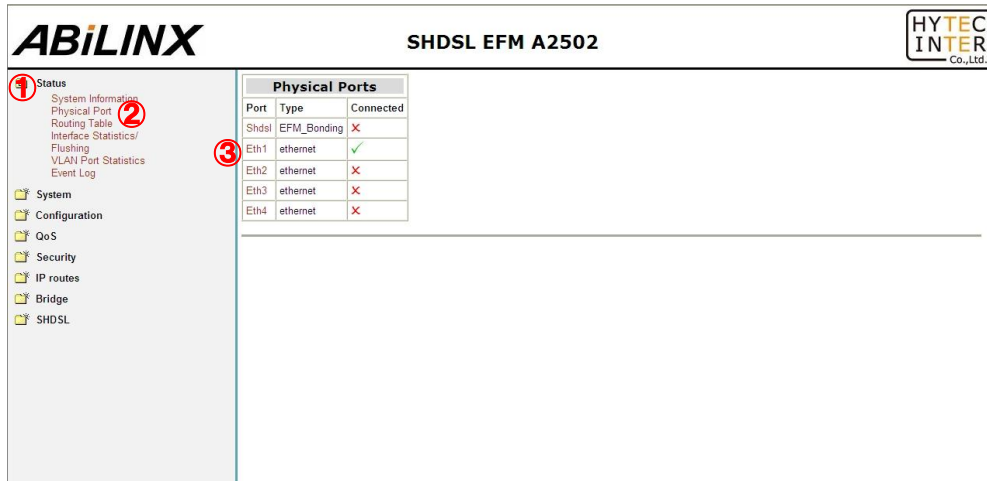 ABiLINX
SHDSL EFM A2502
HYTEC
INTER
Co.,Ltd.
① Status
System Information
Physical Port ②
Routing Table
Interface Statistics/
Flushing
VLAN Port Statistics
Event Log
System
Configuration
QoS
Security
IP routes
Bridge
SHDSL
Physical Ports
Port Type Connected
Shdsl EFM_Bonding ✗
③ Eth1 ethernet ✓
Eth2 ethernet ✗
Eth3 ethernet ✗
Eth4 ethernet ✗